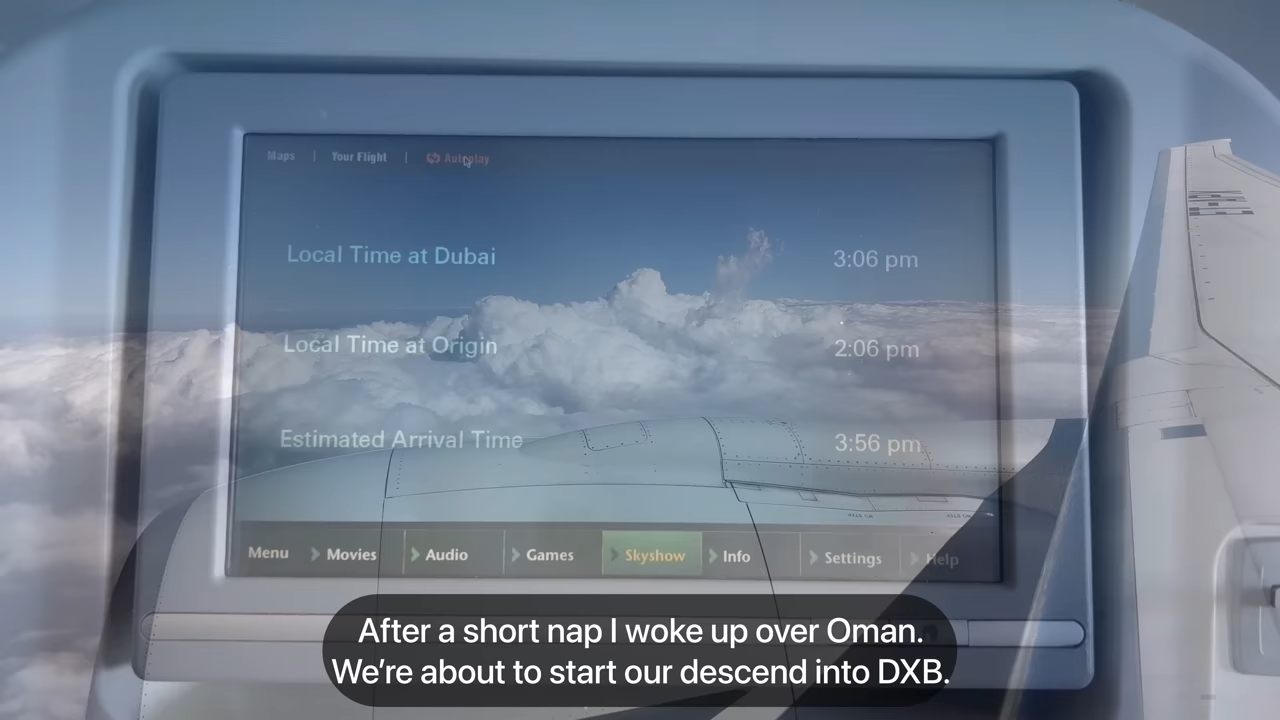 Maps | Your Flight | Autoplay
Local Time at Dubai 3:06 pm
Local Time at Origin 2:06 pm
Estimated Arrival Time 3:56 pm
Menu Movies Audio Games Skyshow Info Settings Help
After a short nap I woke up over Oman.
We're about to start our descend into DXB.